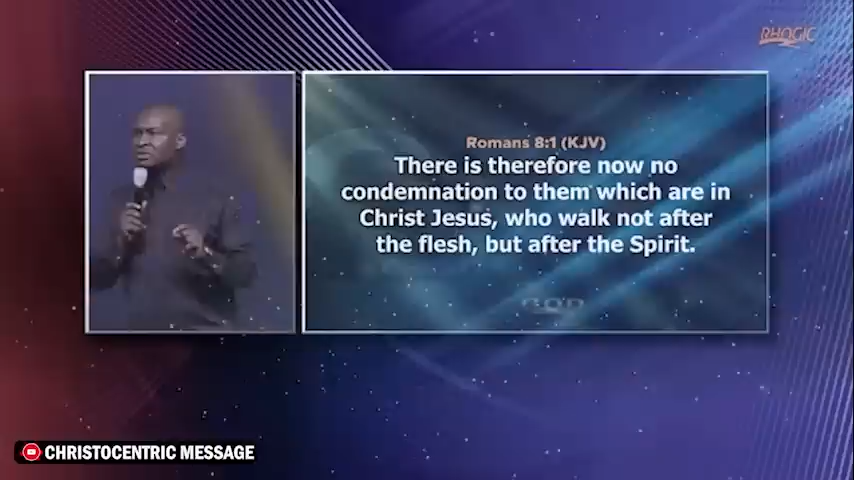 RHOGIC
Romans 8:1 (KJV)
There is therefore now no
condemnation to them which are in
Christ Jesus, who walk not after
the flesh, but after the Spirit.
CHRISTOCENTRIC MESSAGE